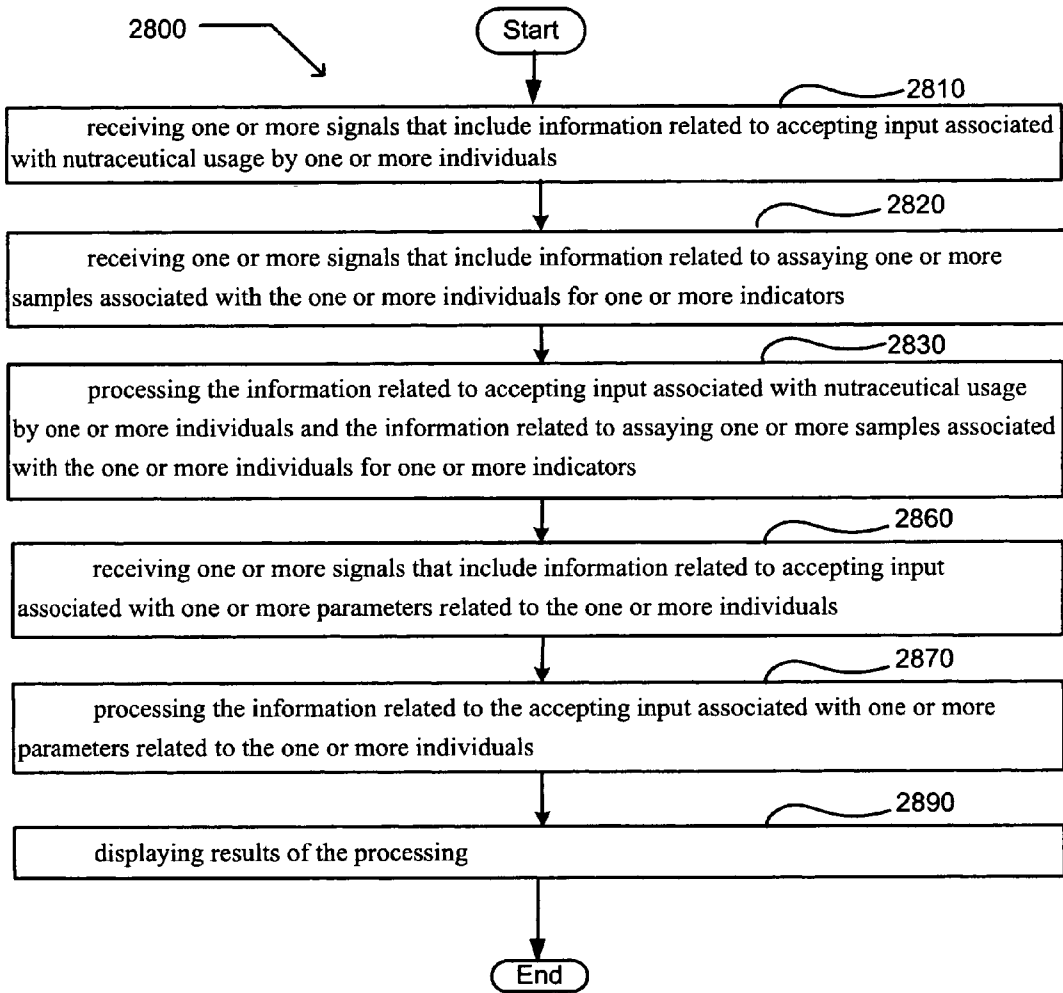 2800
Start
2810
receiving one or more signals that include information related to accepting input associated
with nutraceutical usage by one or more individuals
2820
receiving one or more signals that include information related to assaying one or more
samples associated with the one or more individuals for one or more indicators
2830
processing the information related to accepting input associated with nutraceutical usage
by one or more individuals and the information related to assaying one or more samples associated
with the one or more individuals for one or more indicators
2860
receiving one or more signals that include information related to accepting input
associated with one or more parameters related to the one or more individuals
2870
processing the information related to the accepting input associated with one or more
parameters related to the one or more individuals
2890
displaying results of the processing
End